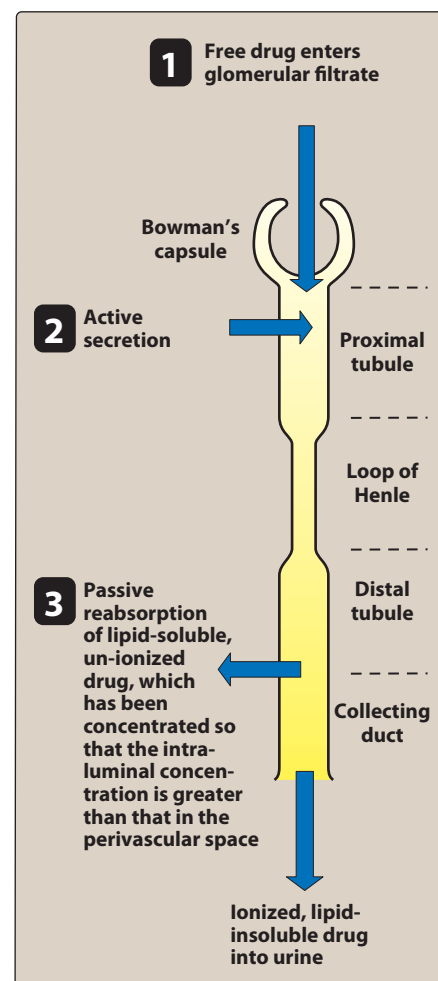 1
Free drug enters
glomerular filtrate
Bowman's
capsule
2
Active
secretion
Proximal
tubule
Loop of
Henle
Distal
tubule
3
Passive
reabsorption
of lipid-soluble,
un-ionized
drug, which
has been
concentrated so
that the intra-
luminal concen-
tration is greater
than that in the
perivascular space
Collecting
duct
Ionized, lipid-
insoluble drug
into urine